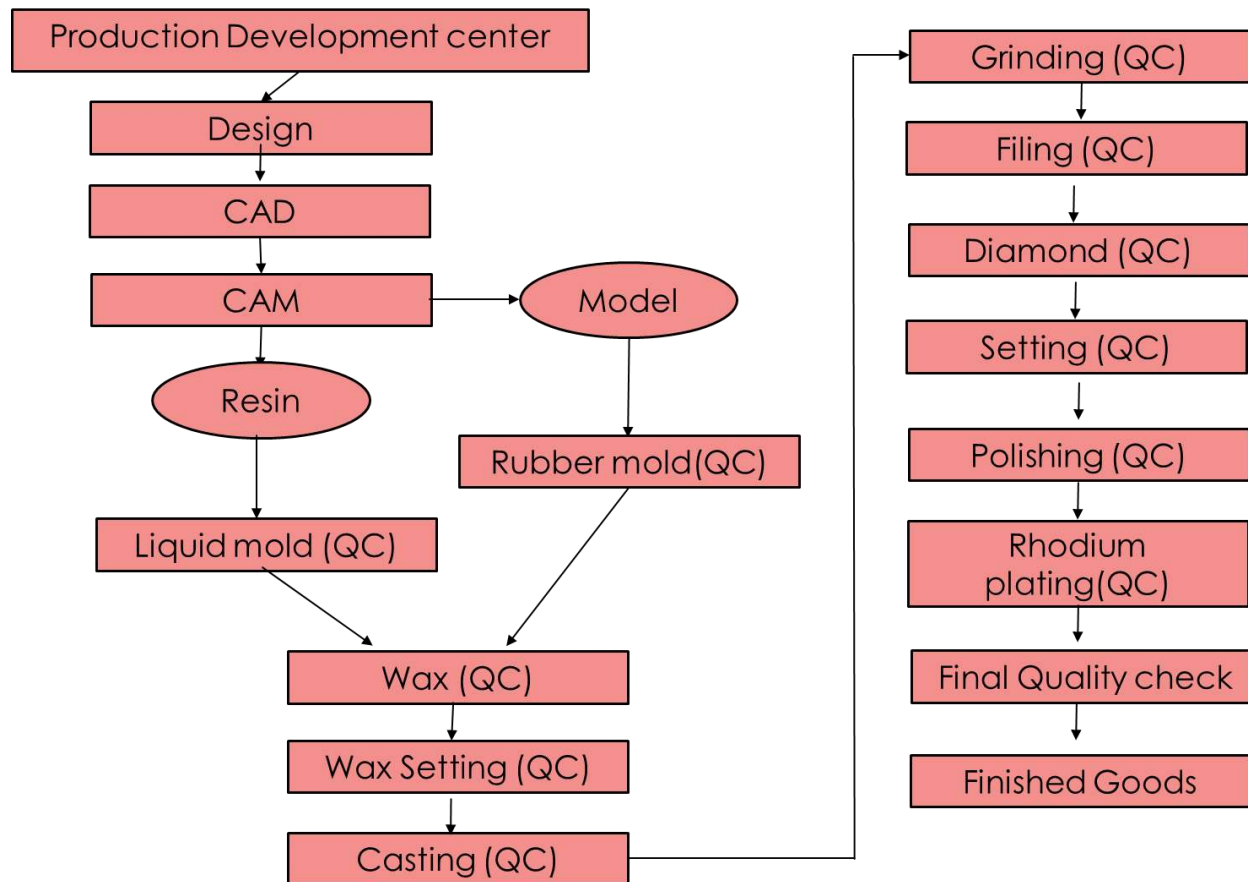 Production Development center
Design
CAD
CAM
Model
Resin
Rubber mold(QC)
Liquid mold (QC)
Wax (QC)
Wax Setting (QC)
Casting (QC)
Grinding (QC)
Filing (QC)
Diamond (QC)
Setting (QC)
Polishing (QC)
Rhodium
plating(QC)
Final Quality check
Finished Goods